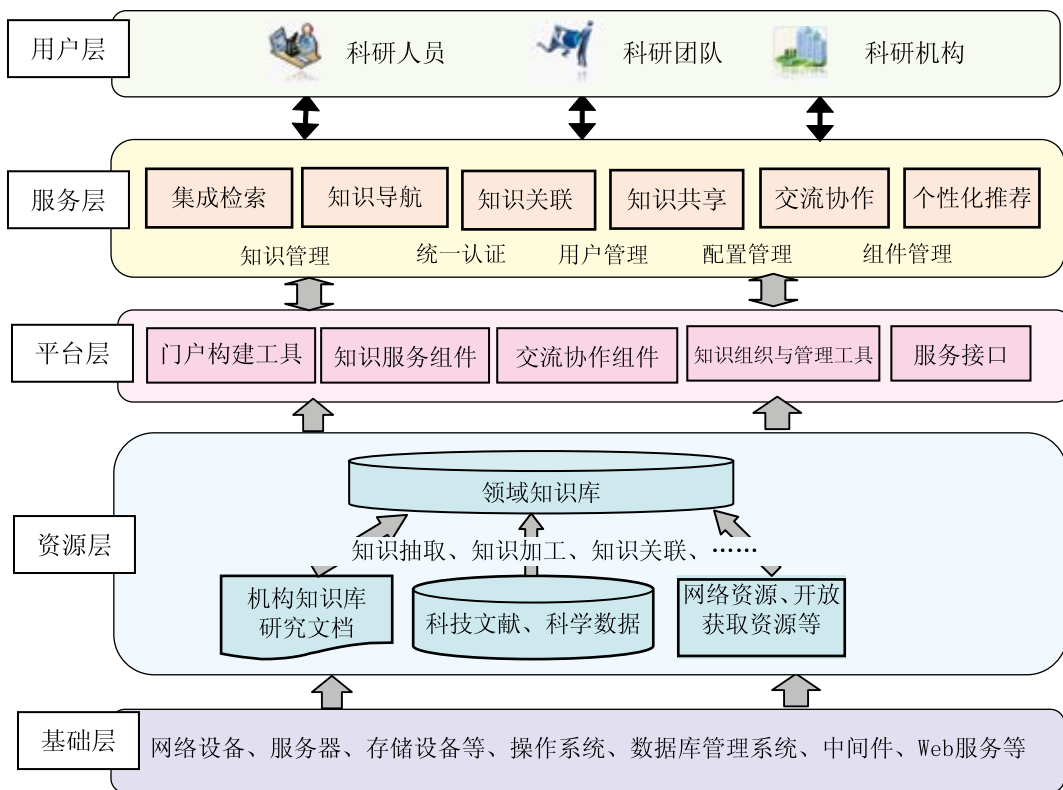 用户层
科研人员
科研团队
科研机构
服务层
集成检索
知识导航
知识关联
知识共享
交流协作
个性化推荐
知识管理
统一认证
用户管理
配置管理
组件管理
平台层
门户构建工具
知识服务组件
交流协作组件
知识组织与管理工具
服务接口
资源层
领域知识库
知识抽取、知识加工、知识关联、……
机构知识库
研究文档
科技文献、科学数据
网络资源、开放
获取资源等
基础层
网络设备、服务器、存储设备等、操作系统、数据库管理系统、中间件、Web服务等